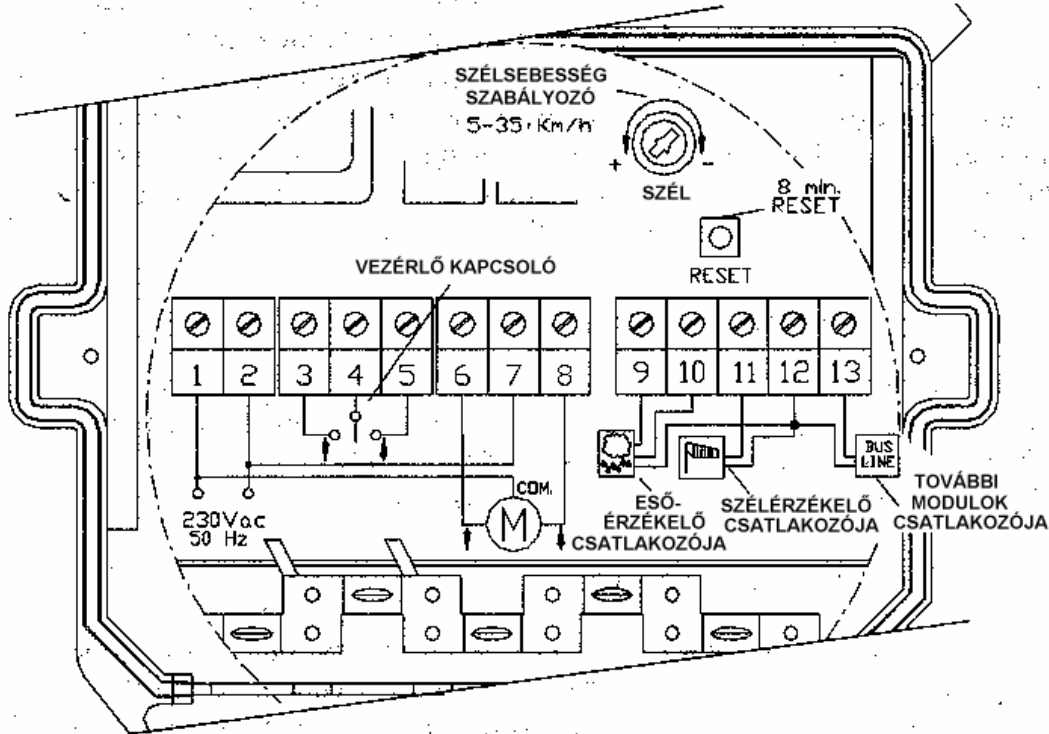 SZÉLSEBESSÉG
SZABÁLYOZÓ
5-35 Km/h
+
-
SZÉL
8 min.
RESET
RESET
VEZÉRLŐ KAPCSOLÓ
1 2 3 4 5 6 7 8 9 10 11 12 13
230Vac
50 Hz
COM.
M
BUS
LINE
ESŐ-
ÉRZÉKELŐ
CSATLAKOZÓJA
SZÉLÉRZÉKELŐ
CSATLAKOZÓJA
TOVÁBBI
MODULOK
CSATLAKOZÓJA